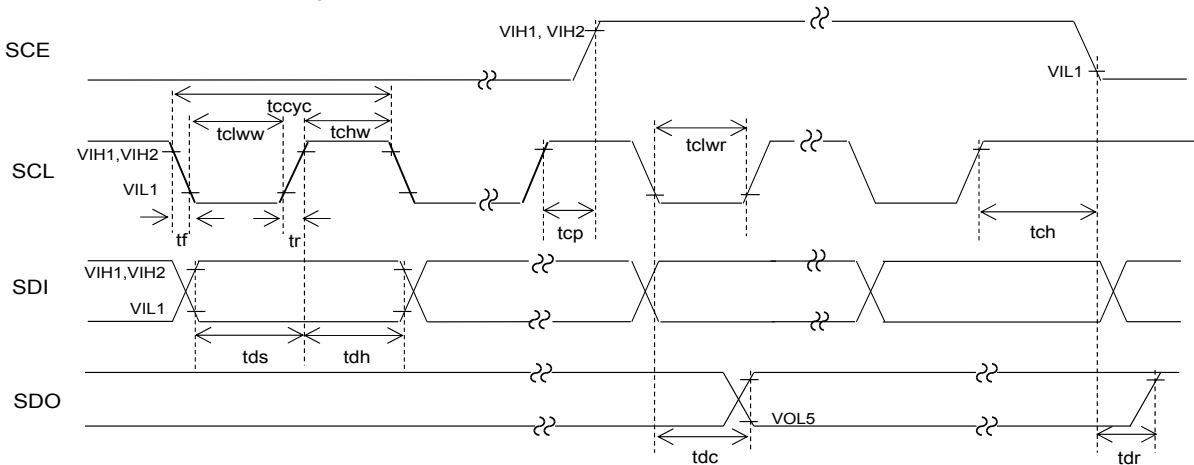 SCE
VIH1, VIH2
VIL1
tccyc
tclww
tchw
tclwr
SCL
VIH1,VIH2
VIL1
tf
tr
tcp
tch
SDI
VIH1,VIH2
VIL1
tds
tdh
SDO
VOL5
tdc
tdr